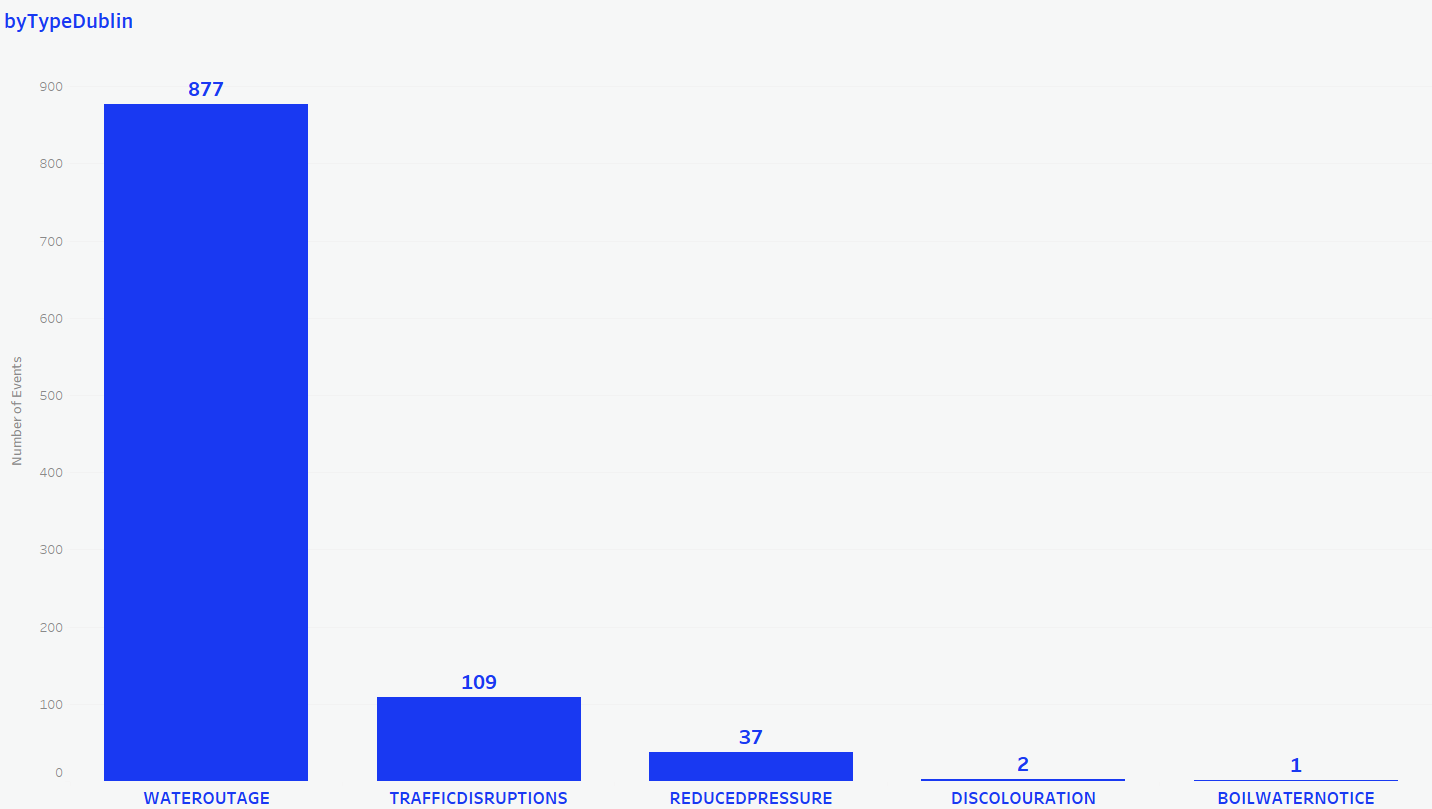 byTypeDublin
Number of Events
900
800
700
600
500
400
300
200
100
0
877
109
37
2
1
WATEROUTAGE
TRAFFICDISRUPTIONS
REDUCEDPRESSURE
DISCOLOURATION
BOILWATERNOTICE